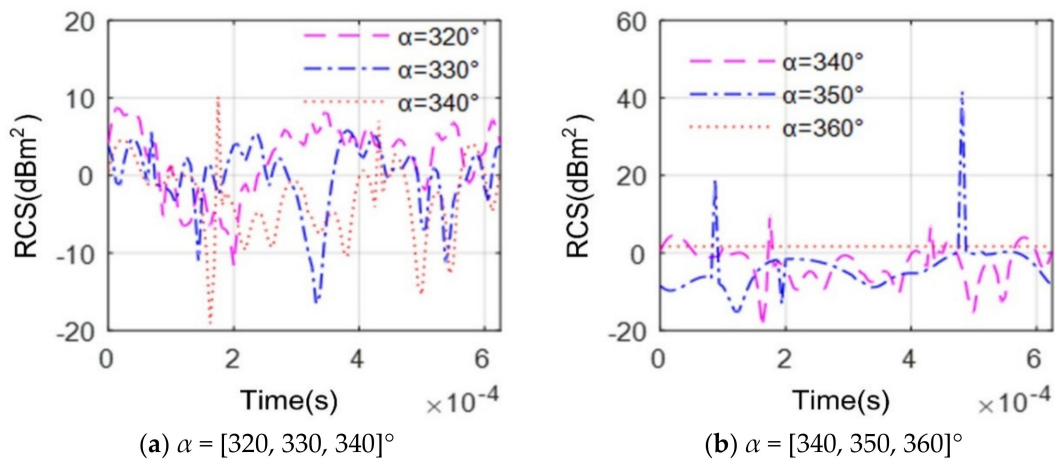 20
10
0
-10
-20
RCS(dBm²)
α=320°
α=330°
α=340°
0
2
4
6
Time(s)
×10⁻⁴
(a) α = [320, 330, 340]°
60
40
20
0
-20
RCS(dBm²)
α=340°
α=350°
α=360°
0
2
4
6
Time(s)
×10⁻⁴
(b) α = [340, 350, 360]°